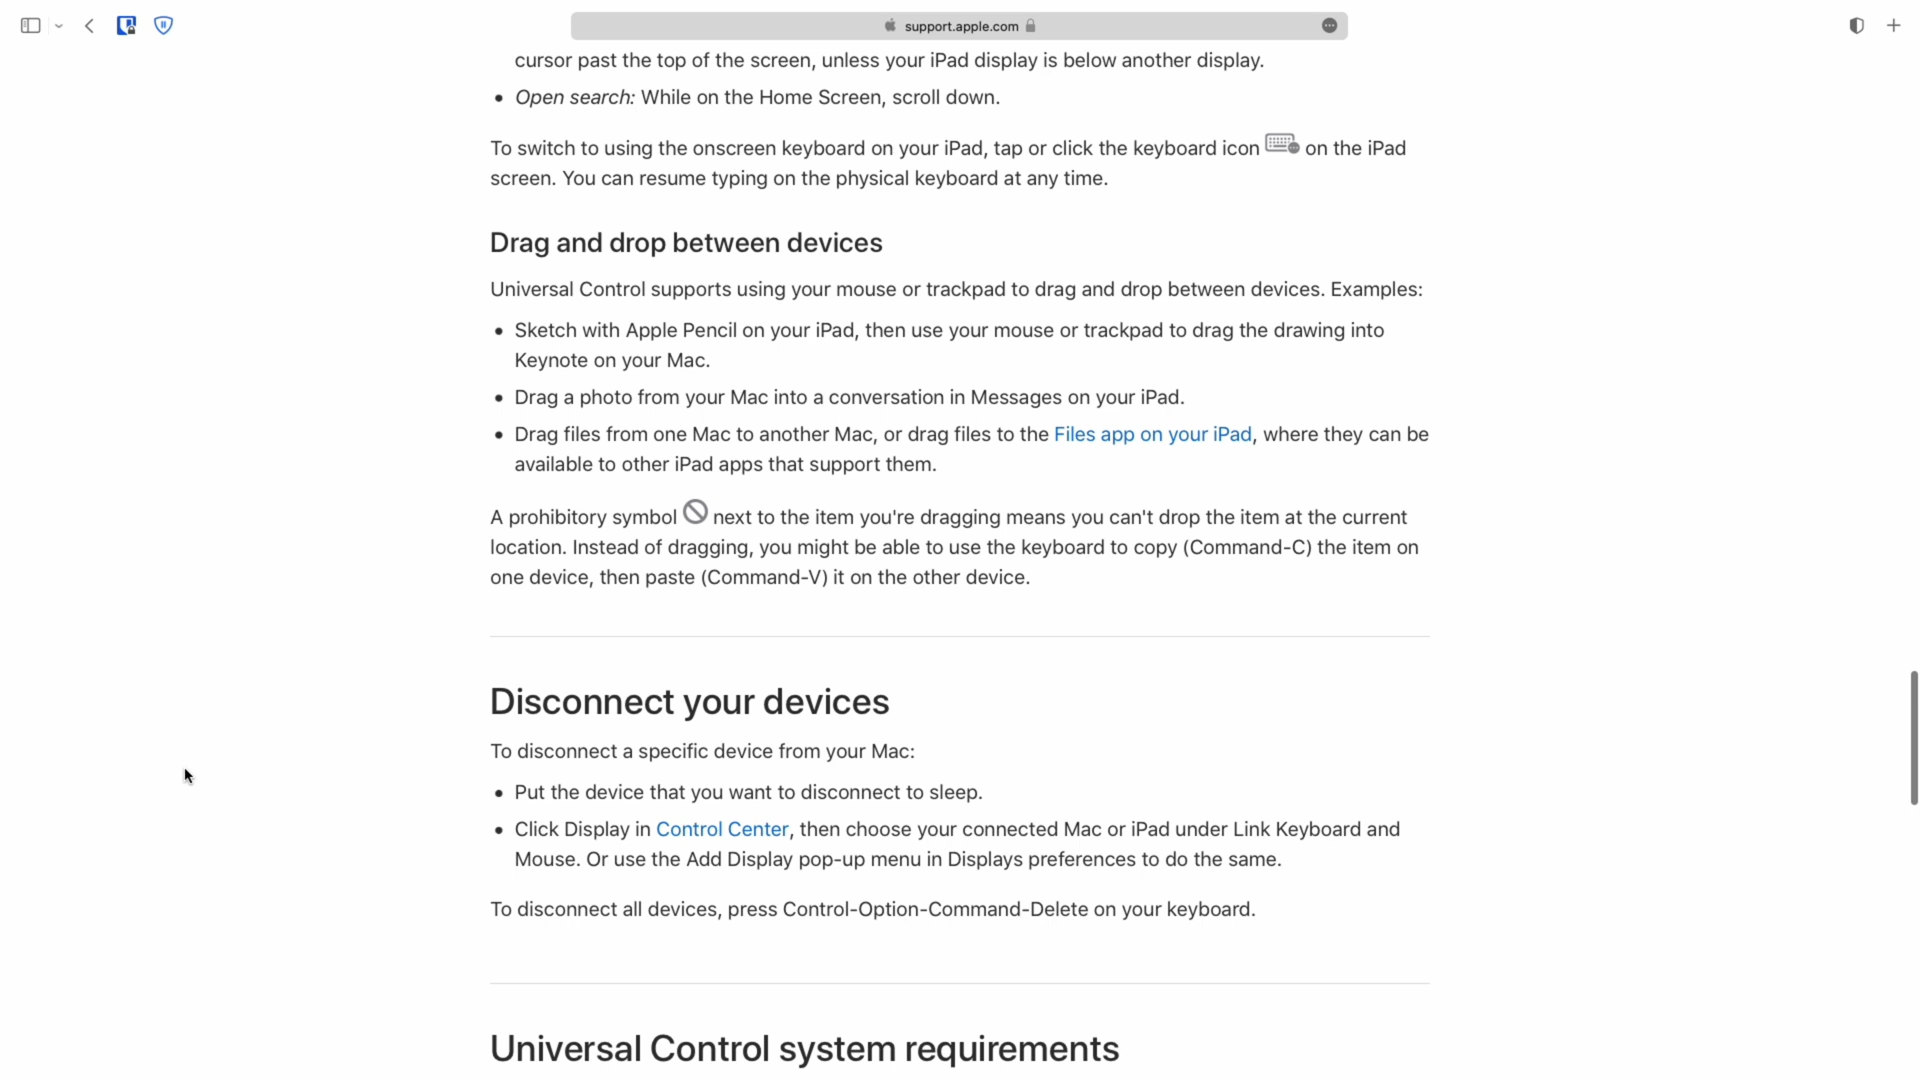 support.apple.com
cursor past the top of the screen, unless your iPad display is below another display.
• Open search: While on the Home Screen, scroll down.
To switch to using the onscreen keyboard on your iPad, tap or click the keyboard icon on the iPad
screen. You can resume typing on the physical keyboard at any time.
Drag and drop between devices
Universal Control supports using your mouse or trackpad to drag and drop between devices. Examples:
• Sketch with Apple Pencil on your iPad, then use your mouse or trackpad to drag the drawing into
Keynote on your Mac.
• Drag a photo from your Mac into a conversation in Messages on your iPad.
• Drag files from one Mac to another Mac, or drag files to the Files app on your iPad, where they can be
available to other iPad apps that support them.
A prohibitory symbol next to the item you're dragging means you can't drop the item at the current
location. Instead of dragging, you might be able to use the keyboard to copy (Command-C) the item on
one device, then paste (Command-V) it on the other device.
Disconnect your devices
To disconnect a specific device from your Mac:
• Put the device that you want to disconnect to sleep.
• Click Display in Control Center, then choose your connected Mac or iPad under Link Keyboard and
Mouse. Or use the Add Display pop-up menu in Displays preferences to do the same.
To disconnect all devices, press Control-Option-Command-Delete on your keyboard.
Universal Control system requirements